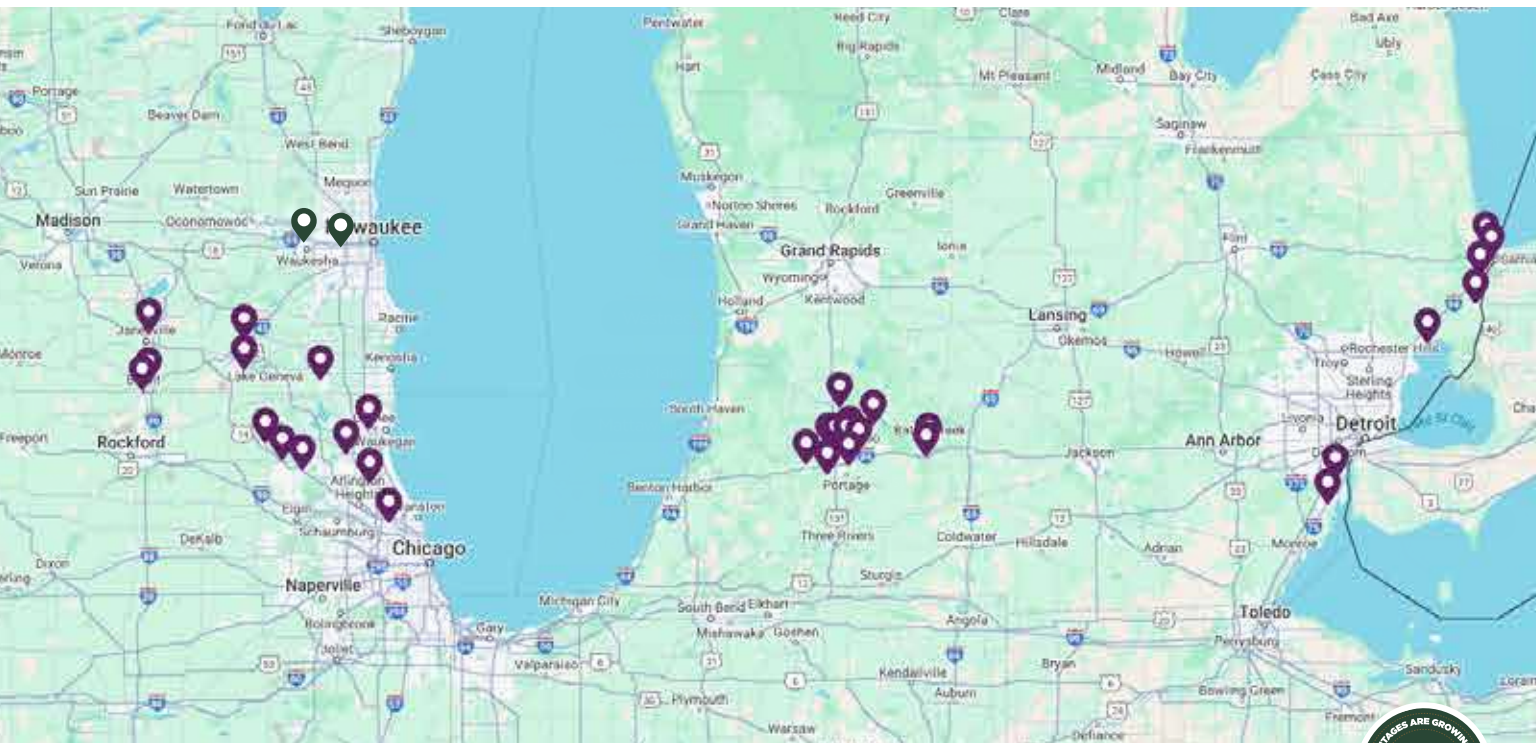 Fond du Lac
Sheboygan
Pentwater
Reed City
Clare
Bad Axe
Hart
Big Rapids
Ubly
Mt Pleasant
Midland
Bay City
Cass City
Portage
Beaver Dam
Saginaw
Frankenmuth
West Bend
Sun Prairie
Watertown
Mequon
Muskegon
Greenville
Norton Shores
Rockford
Madison
Oconomowoc
waukee
Grand Haven
Flint
Ionia
Verona
Waukesha
Grand Rapids
Wyoming
Kentwood
Holland
Racine
Lansing
Okemos
Howell
Rochester Hills
Troy
Monroe
Kenosha
Lake Geneva
Sterling
Heights
South Haven
Livonia
Detroit
Lake St Clair
Freeport
Rockford
Waukegan
Ann Arbor
Jackson
Arlington
Heights
Benton Harbor
Portage
Elgin
Schaumburg
DeKalb
Three Rivers
Coldwater
Hillsdale
Adrian
Monroe
Chicago
Dixon
Naperville
Sturgis
Michigan City
South Bend
Elkhart
Angola
Toledo
Bolingbrook
Gary
Mishawaka
Goshen
Perrysburg
Joliet
Valparaiso
Bryan
Kendallville
Auburn
Sandusky
Plymouth
Bowling Green
Fremont
Warsaw
Defiance
TAGES ARE GROWIN